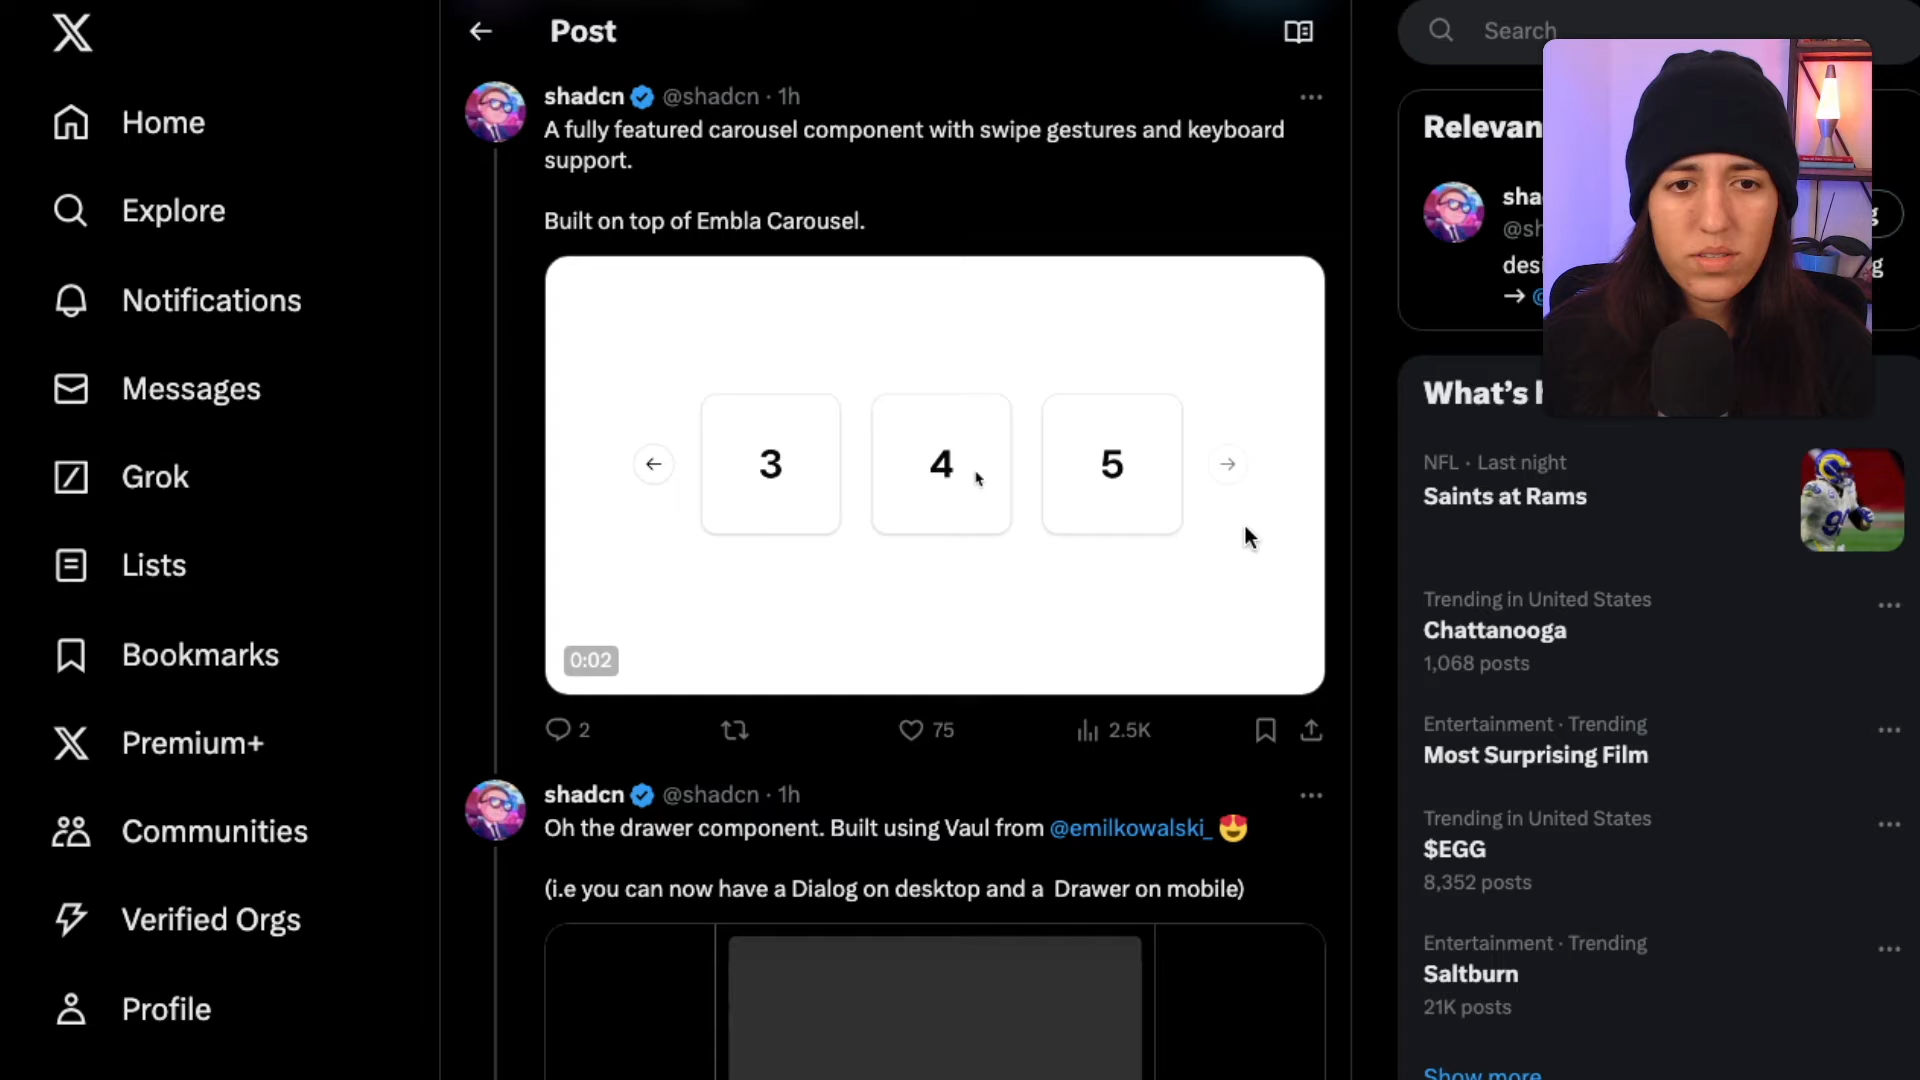 Home
Explore
Notifications
Messages
Grok
Lists
Bookmarks
Premium+
Communities
Verified Orgs
Profile
Post
shadcn @shadcn · 1h
A fully featured carousel component with swipe gestures and keyboard
support.
Built on top of Embla Carousel.
3 4 5
0:02
2 75 2.5K
shadcn @shadcn · 1h
Oh the drawer component. Built using Vaul from @emilkowalski_ 😍
(i.e you can now have a Dialog on desktop and a Drawer on mobile)
Search
Relevan
sha
@sh
desi g
→ @
What's h
NFL · Last night
Saints at Rams
Trending in United States
Chattanooga
1,068 posts
Entertainment · Trending
Most Surprising Film
Trending in United States
$EGG
8,352 posts
Entertainment · Trending
Saltburn
21K posts
Show more